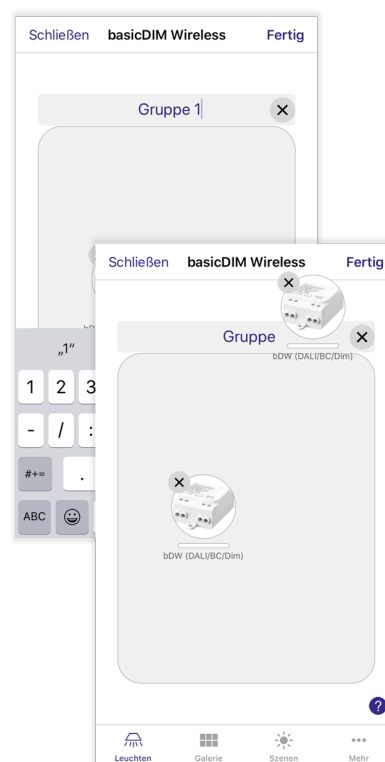 Schließen basicDIM Wireless Fertig
Gruppe 1
„1“
1 2 3
- / :
#+= .
ABC
Schließen basicDIM Wireless Fertig
Gruppe
bDW (DALI/BC/Dim)
bDW (DALI/BC/Dim)
?
Leuchten Galerie Szenen Mehr